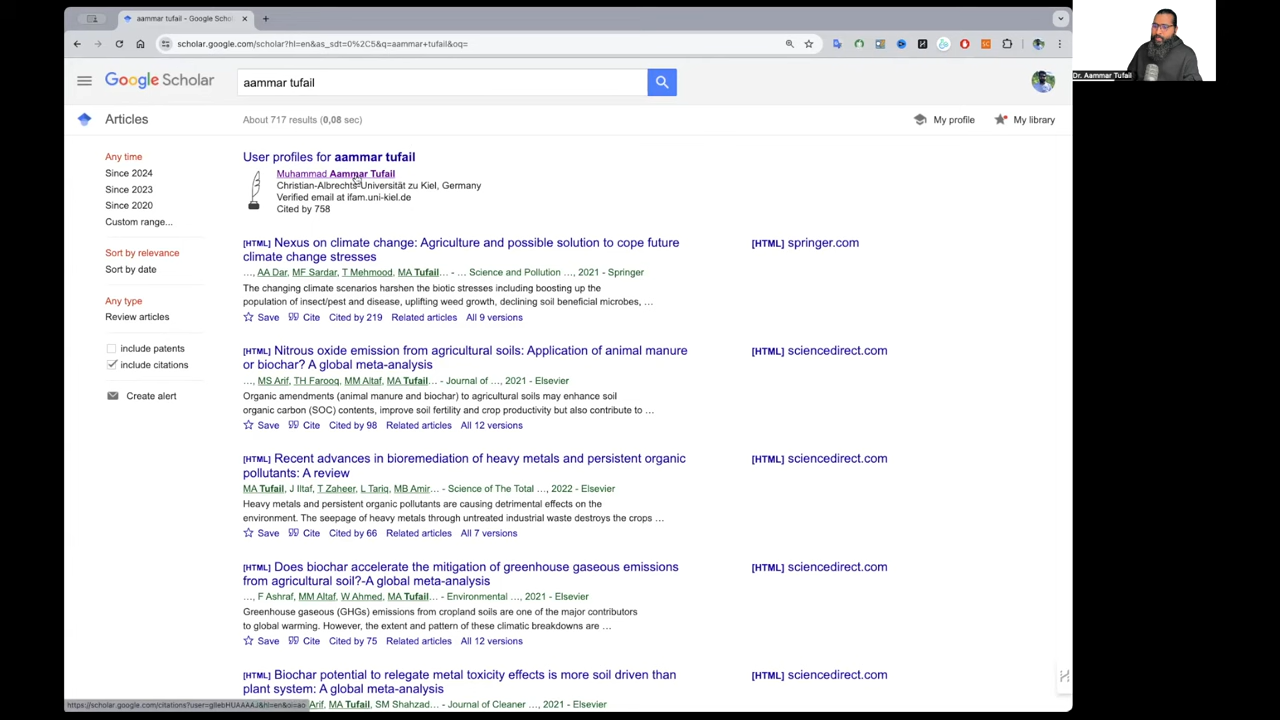 aammar tufail - Google Schol
scholar.google.com/scholar?hl=en&as_sdt=0%2C5&q=aammar+tufail&oq=
Dr. Aammar Tufail
Google Scholar
aammar tufail
Articles
About 717 results (0,08 sec)
My profile
My library
Any time
Since 2024
Since 2023
Since 2020
Custom range...
Sort by relevance
Sort by date
Any type
Review articles
include patents
include citations
Create alert
User profiles for aammar tufail
Muhammad Aammar Tufail
Christian-Albrechts-Universität zu Kiel, Germany
Verified email at ifam.uni-kiel.de
Cited by 758
[HTML] Nexus on climate change: Agriculture and possible solution to cope future
climate change stresses
[HTML] springer.com
…, AA Dar, MF Sardar, T Mehmood, MA Tufail… - … Science and Pollution …, 2021 - Springer
The changing climate scenarios harshen the biotic stresses including boosting up the
population of insect/pest and disease, uplifting weed growth, declining soil beneficial microbes, …
Save Cite Cited by 219 Related articles All 9 versions
[HTML] Nitrous oxide emission from agricultural soils: Application of animal manure
or biochar? A global meta-analysis
[HTML] sciencedirect.com
…, MS Arif, TH Farooq, MM Altaf, MA Tufail… - Journal of …, 2021 - Elsevier
Organic amendments (animal manure and biochar) to agricultural soils may enhance soil
organic carbon (SOC) contents, improve soil fertility and crop productivity but also contribute to …
Save Cite Cited by 98 Related articles All 12 versions
[HTML] Recent advances in bioremediation of heavy metals and persistent organic
pollutants: A review
[HTML] sciencedirect.com
MA Tufail, J Iltaf, T Zaheer, L Tariq, MB Amir… - Science of The Total …, 2022 - Elsevier
Heavy metals and persistent organic pollutants are causing detrimental effects on the
environment. The seepage of heavy metals through untreated industrial waste destroys the crops …
Save Cite Cited by 66 Related articles All 7 versions
[HTML] Does biochar accelerate the mitigation of greenhouse gaseous emissions
from agricultural soil?-A global meta-analysis
[HTML] sciencedirect.com
…, F Ashraf, MM Altaf, W Ahmed, MA Tufail… - Environmental …, 2021 - Elsevier
Greenhouse gaseous (GHGs) emissions from cropland soils are one of the major contributors
to global warming. However, the extent and pattern of these climatic breakdowns are …
Save Cite Cited by 75 Related articles All 12 versions
[HTML] Biochar potential to relegate metal toxicity effects is more soil driven than
plant system: A global meta-analysis
[HTML] sciencedirect.com
Arif, MA Tufail, SM Shahzad… - Journal of Cleaner …, 2021 - Elsevier